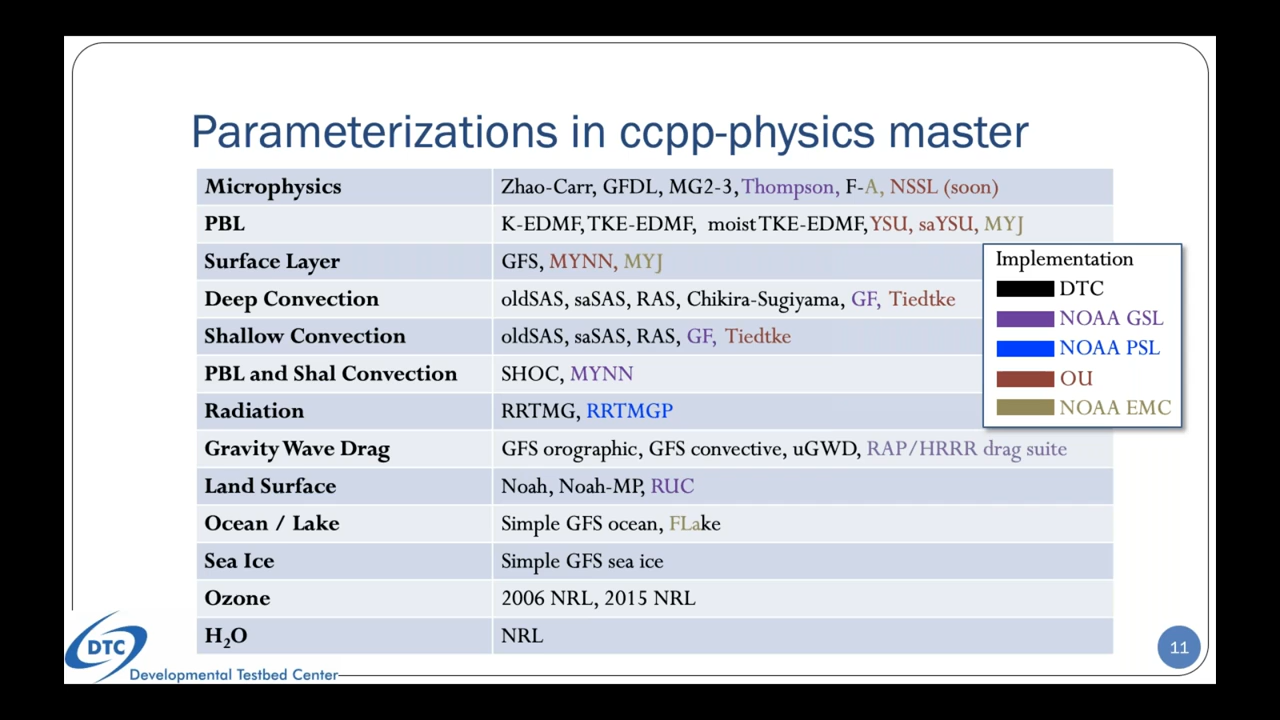 Parameterizations in ccpp-physics master
Microphysics Zhao-Carr, GFDL, MG2-3, Thompson, F-A, NSSL (soon)
PBL K-EDMF, TKE-EDMF, moist TKE-EDMF, YSU, saYSU, MYJ
Surface Layer GFS, MYNN, MYJ
Deep Convection oldSAS, saSAS, RAS, Chikira-Sugiyama, GF, Tiedtke
Shallow Convection oldSAS, saSAS, RAS, GF, Tiedtke
PBL and Shal Convection SHOC, MYNN
Radiation RRTMG, RRTMGP
Gravity Wave Drag GFS orographic, GFS convective, uGWD, RAP/HRRR drag suite
Land Surface Noah, Noah-MP, RUC
Ocean / Lake Simple GFS ocean, FLake
Sea Ice Simple GFS sea ice
Ozone 2006 NRL, 2015 NRL
H₂O NRL
Implementation
DTC
NOAA GSL
NOAA PSL
OU
NOAA EMC
DTC
Developmental Testbed Center
11